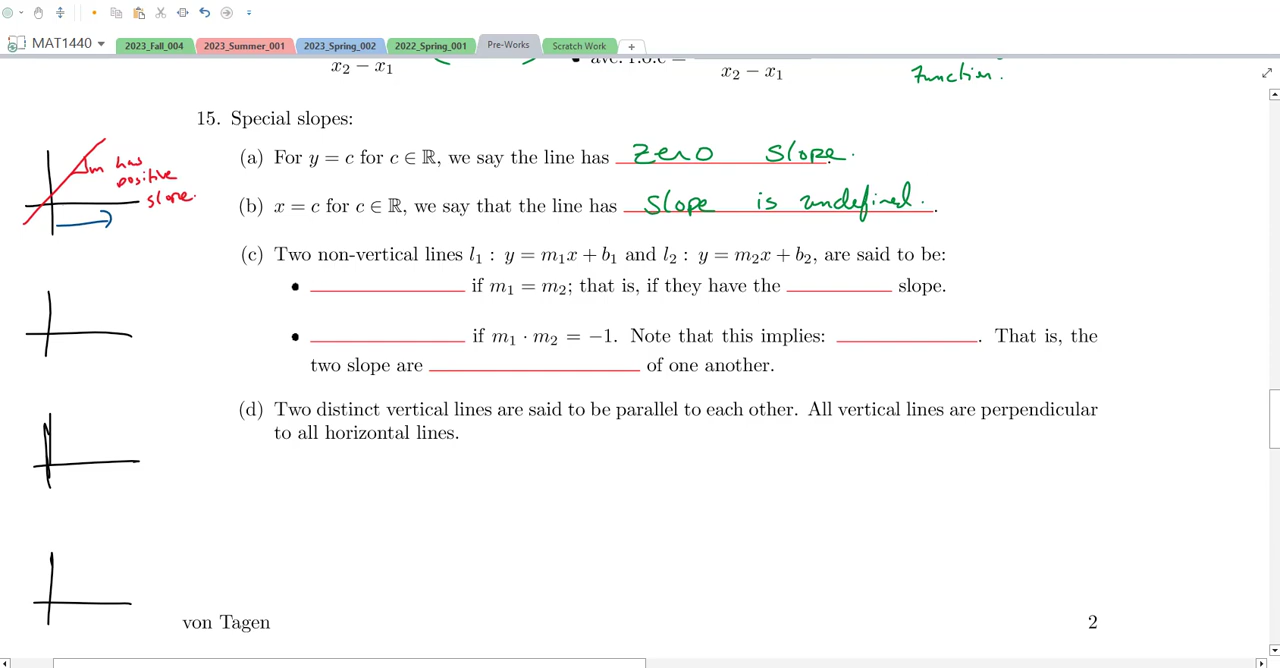 MAT1440
2023_Fall_004 2023_Summer_001 2023_Spring_002 2022_Spring_001 Pre-Works Scratch Work +
x₂ − x₁ • ave. r.o.c = x₂ − x₁ Function.
15. Special slopes:
(a) For y = c for c ∈ ℝ, we say the line has zero slope.
m has positive slope.
(b) x = c for c ∈ ℝ, we say that the line has slope is undefined.
(c) Two non-vertical lines l₁ : y = m₁x + b₁ and l₂ : y = m₂x + b₂, are said to be:
• ________ if m₁ = m₂; that is, if they have the ________ slope.
• ________ if m₁ · m₂ = −1. Note that this implies: ________. That is, the
two slope are ________ of one another.
(d) Two distinct vertical lines are said to be parallel to each other. All vertical lines are perpendicular
to all horizontal lines.
von Tagen 2